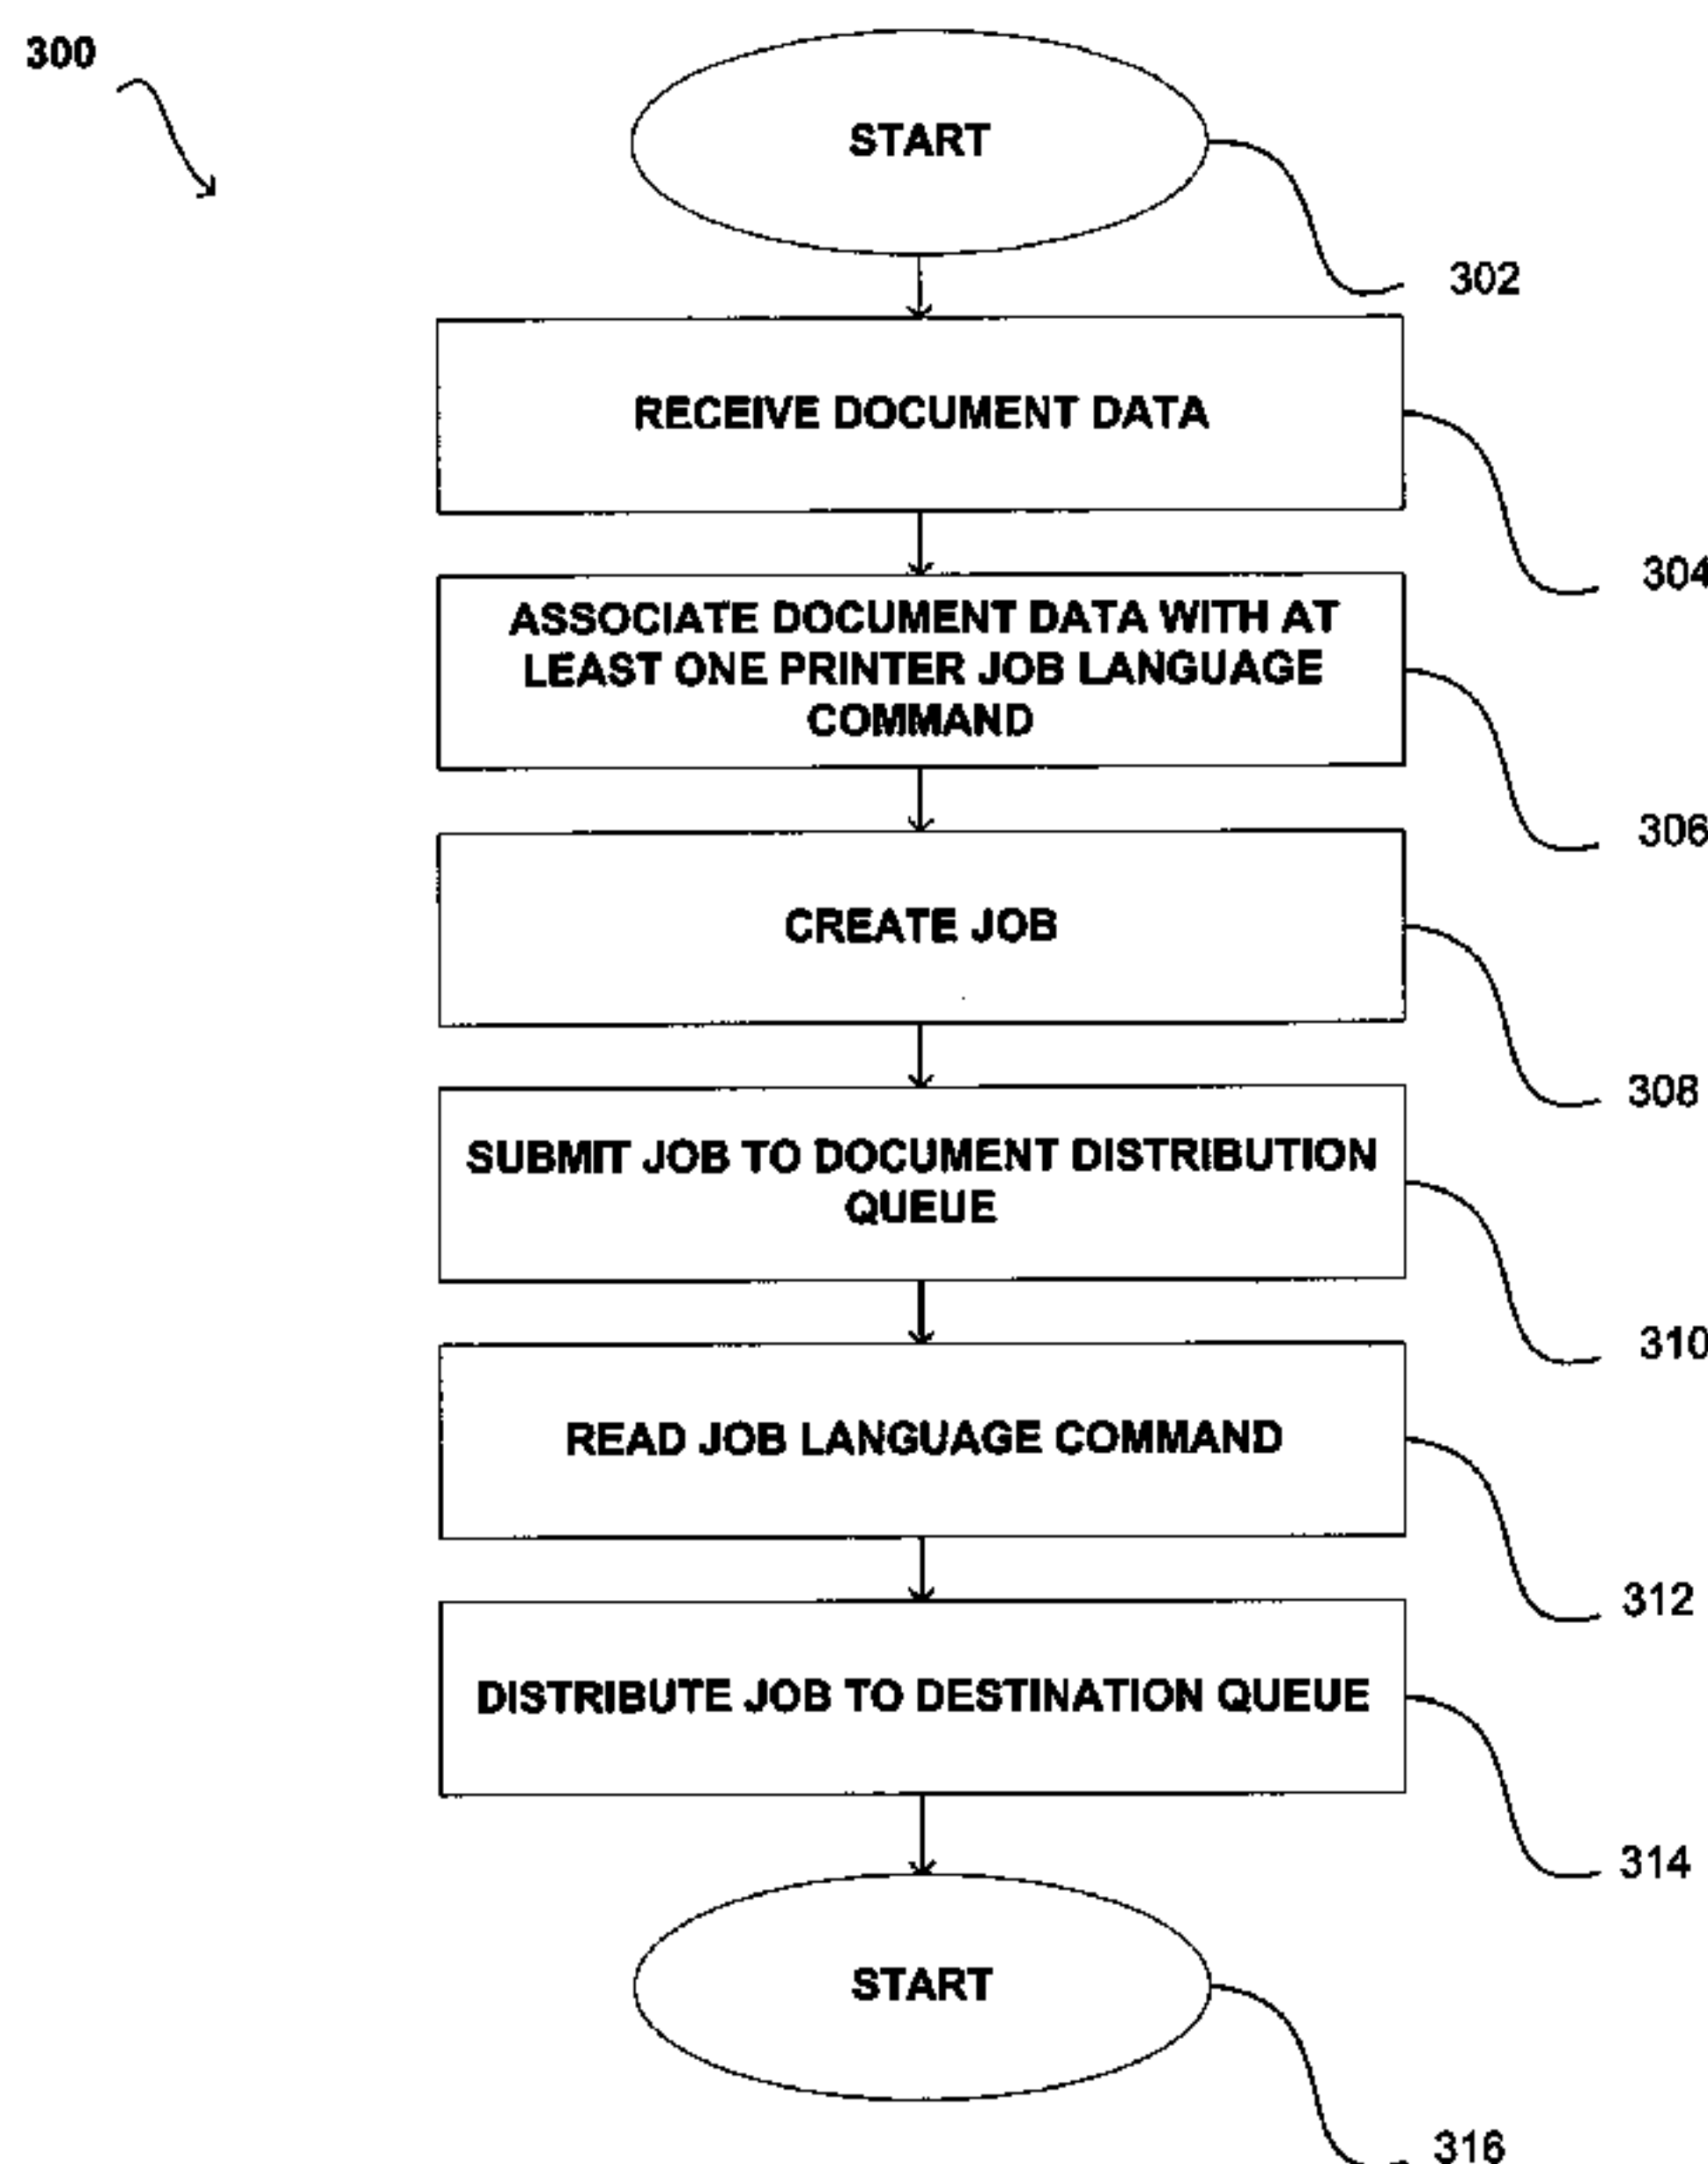 300
START
302
RECEIVE DOCUMENT DATA
304
ASSOCIATE DOCUMENT DATA WITH AT
LEAST ONE PRINTER JOB LANGUAGE
COMMAND
306
CREATE JOB
308
SUBMIT JOB TO DOCUMENT DISTRIBUTION
QUEUE
310
READ JOB LANGUAGE COMMAND
312
DISTRIBUTE JOB TO DESTINATION QUEUE
314
START
316